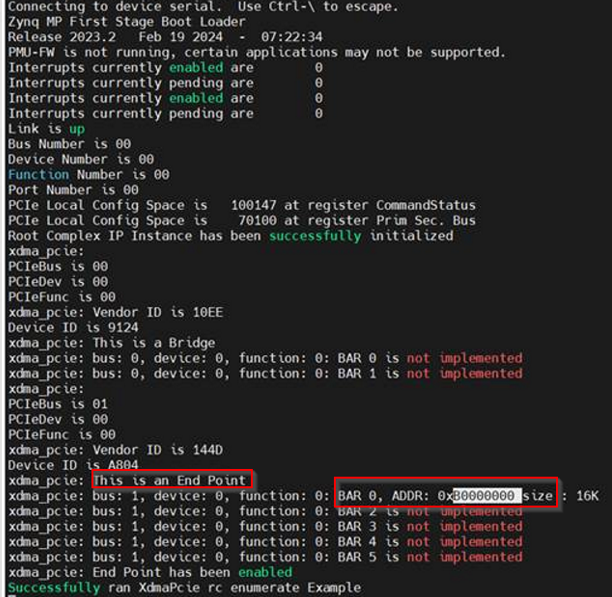 Connecting to device serial.  Use Ctrl-\ to escape.
Zynq MP First Stage Boot Loader
Release 2023.2   Feb 19 2024  -  07:22:34
PMU-FW is not running, certain applications may not be supported.
Interrupts currently enabled are        0
Interrupts currently pending are        0
Interrupts currently enabled are        0
Interrupts currently pending are        0
Link is up
Bus Number is 00
Device Number is 00
Function Number is 00
Port Number is 00
PCIe Local Config Space is   100147 at register CommandStatus
PCIe Local Config Space is    70100 at register Prim Sec. Bus
Root Complex IP Instance has been successfully initialized
xdma_pcie:
PCIeBus is 00
PCIeDev is 00
PCIeFunc is 00
xdma_pcie: Vendor ID is 10EE
Device ID is 9124
xdma_pcie: This is a Bridge
xdma_pcie: bus: 0, device: 0, function: 0: BAR 0 is not implemented
xdma_pcie: bus: 0, device: 0, function: 0: BAR 1 is not implemented
xdma_pcie:
PCIeBus is 01
PCIeDev is 00
PCIeFunc is 00
xdma_pcie: Vendor ID is 144D
Device ID is A804
xdma_pcie: This is an End Point
xdma_pcie: bus: 1, device: 0, function: 0: BAR 0, ADDR: 0xB0000000 size : 16K
xdma_pcie: bus: 1, device: 0, function: 0: BAR 2 is not implemented
xdma_pcie: bus: 1, device: 0, function: 0: BAR 3 is not implemented
xdma_pcie: bus: 1, device: 0, function: 0: BAR 4 is not implemented
xdma_pcie: bus: 1, device: 0, function: 0: BAR 5 is not implemented
xdma_pcie: End Point has been enabled
Successfully ran XdmaPcie rc enumerate Example